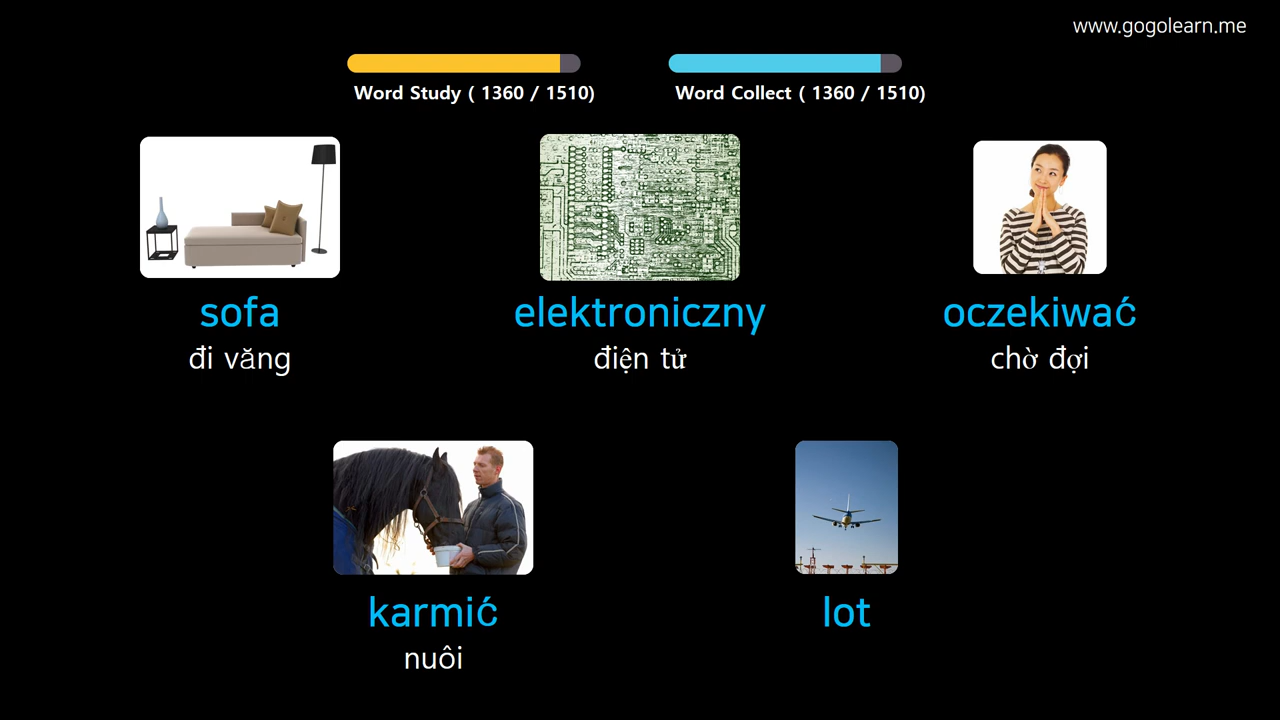 www.gogolearn.me
Word Study ( 1360 / 1510)
Word Collect ( 1360 / 1510)
sofa
đi văng
elektroniczny
điện tử
oczekiwać
chờ đợi
karmić
nuôi
lot